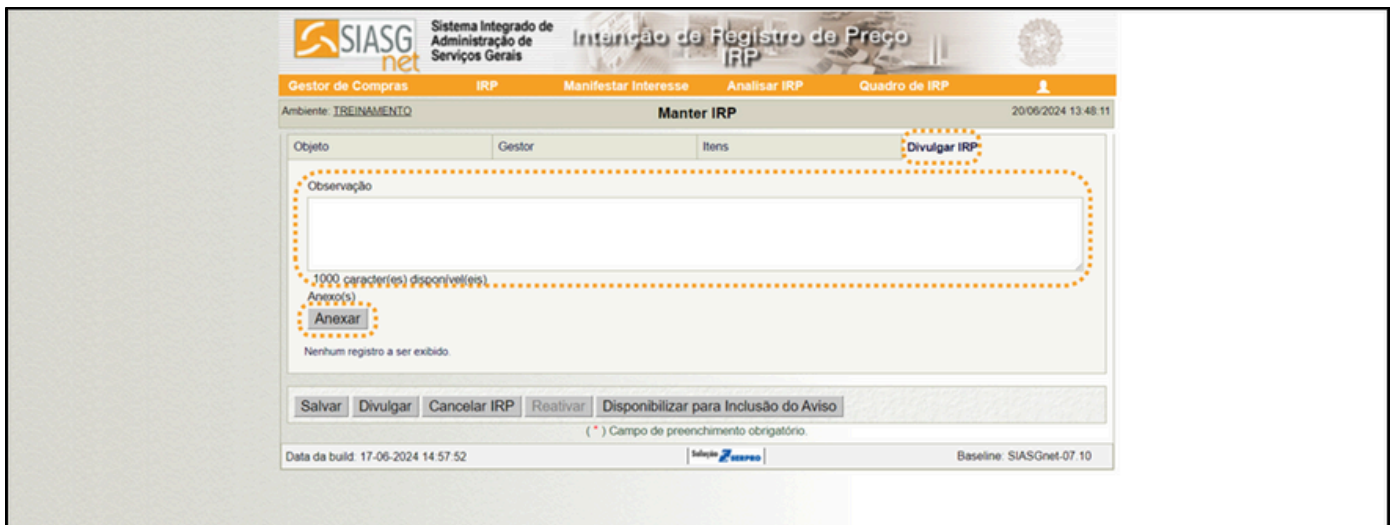 SIASG
net
Sistema Integrado de
Administração de
Serviços Gerais
Intenção de Registro de Preço
IRP
Gestor de Compras IRP Manifestar Interesse Analisar IRP Quadro de IRP
Ambiente: TREINAMENTO Manter IRP 20/06/2024 13:48:11
Objeto Gestor Itens Divulgar IRP
Observação
1000 caracter(es) disponível(eis)
Anexo(s)
Anexar
Nenhum registro a ser exibido.
Salvar Divulgar Cancelar IRP Reativar Disponibilizar para Inclusão do Aviso
( * ) Campo de preenchimento obrigatório.
Data da build: 17-06-2024 14:57:52 Solução SERPRO Baseline: SIASGnet-07.10